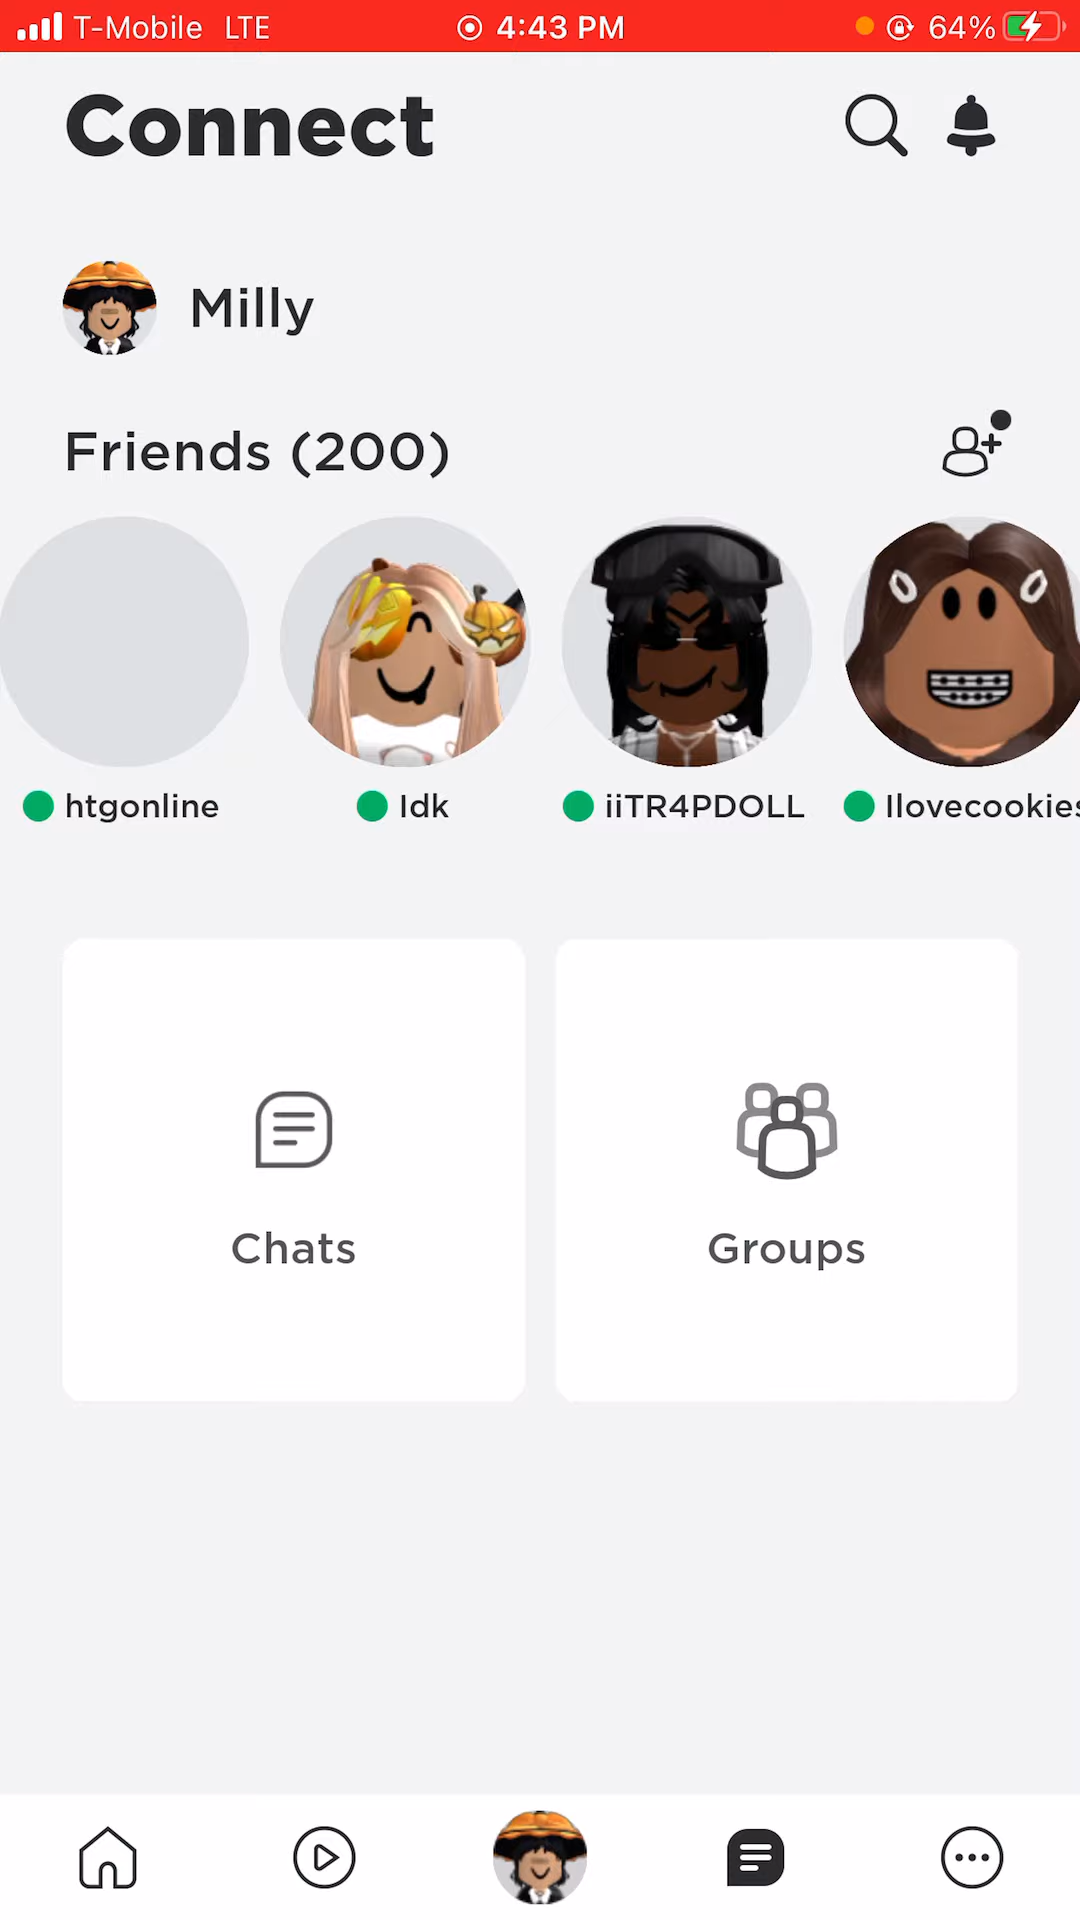 T-Mobile LTE 4:43 PM 64%
Connect
Milly
Friends (200)
htgonline Idk iiTR4PDOLL Ilovecookies
Chats Groups